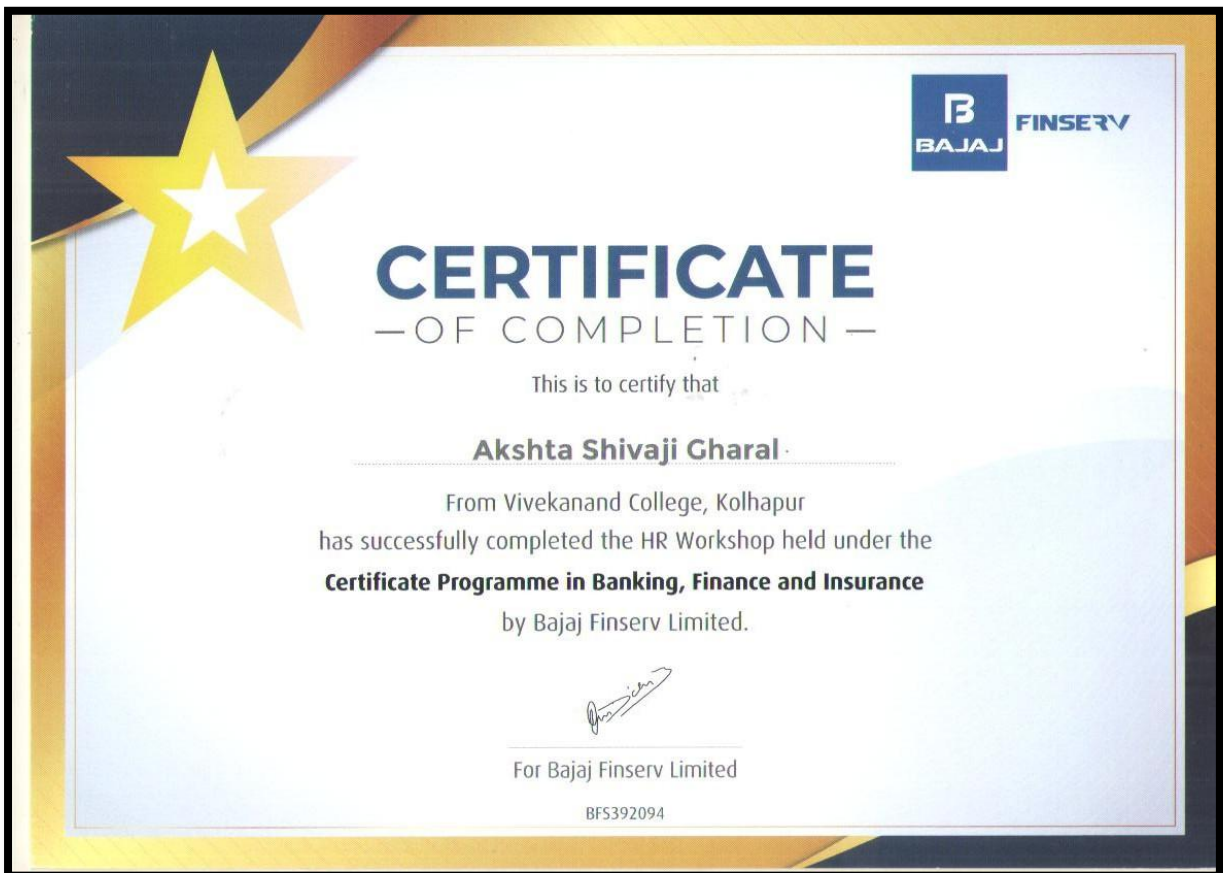 BAJAJ FINSERV
CERTIFICATE
—OF COMPLETION—
This is to certify that
Akshta Shivaji Gharal
From Vivekanand College, Kolhapur
has successfully completed the HR Workshop held under the
Certificate Programme in Banking, Finance and Insurance
by Bajaj Finserv Limited.
For Bajaj Finserv Limited
BFS392094